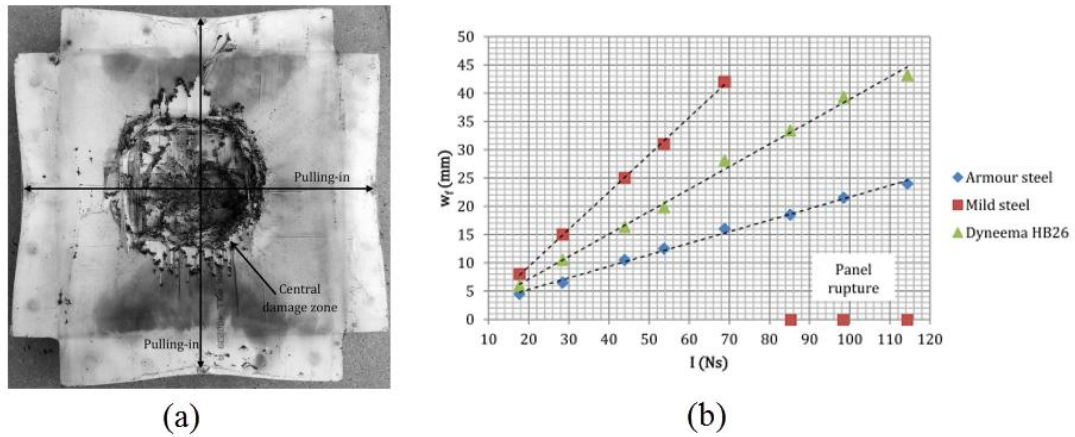 Pulling-in
Central
damage zone
Pulling-in
(a)
50
45
40
35
30
25
20
15
10
5
0
w_f (mm)
10 20 30 40 50 60 70 80 90 100 110 120
I (Ns)
Panel
rupture
Armour steel
Mild steel
Dyneema HB26
(b)